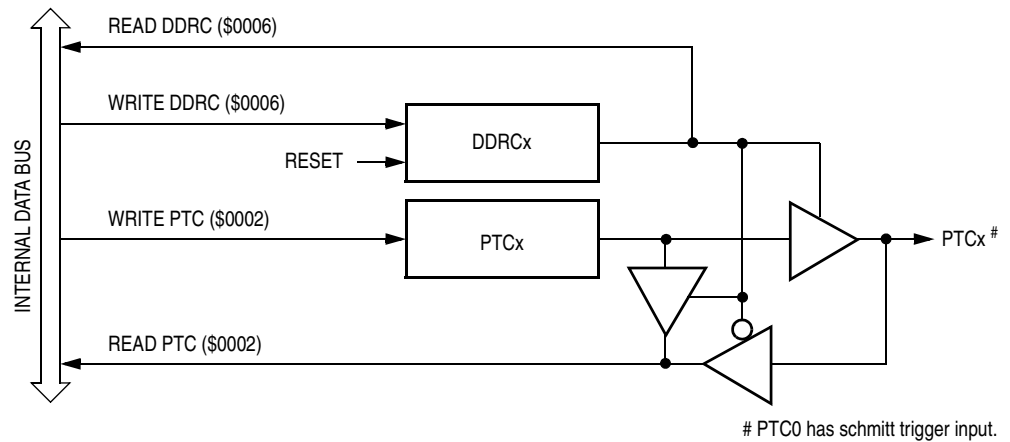 READ DDRC ($0006)
WRITE DDRC ($0006)
DDRCx
RESET
INTERNAL DATA BUS
WRITE PTC ($0002)
PTCx
PTCx #
READ PTC ($0002)
# PTC0 has schmitt trigger input.